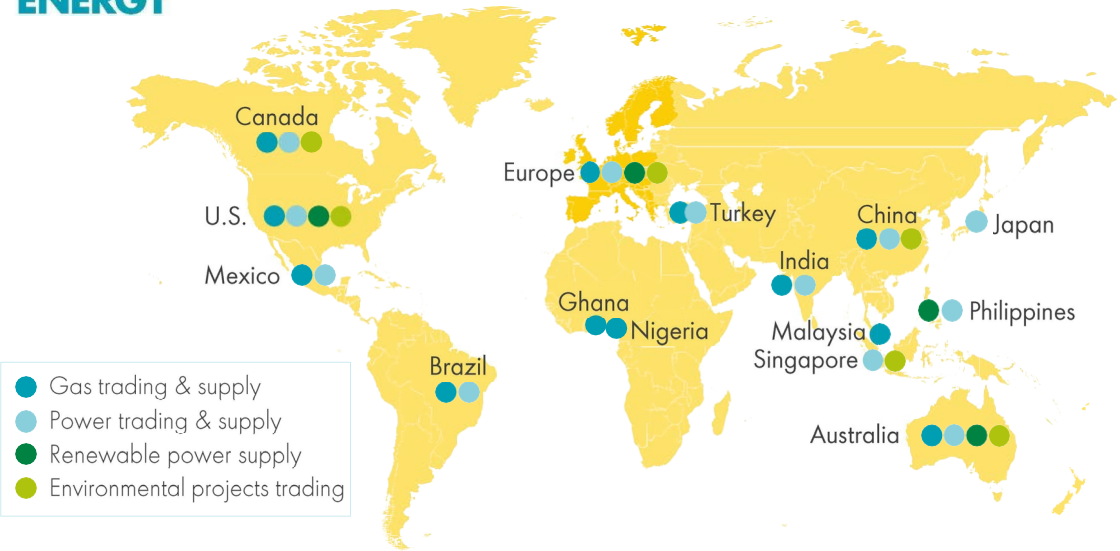 ENERGY
Canada
Europe
U.S.
Turkey
China
Japan
Mexico
India
Ghana
Nigeria
Philippines
Malaysia
Singapore
Brazil
Australia
Gas trading & supply
Power trading & supply
Renewable power supply
Environmental projects trading